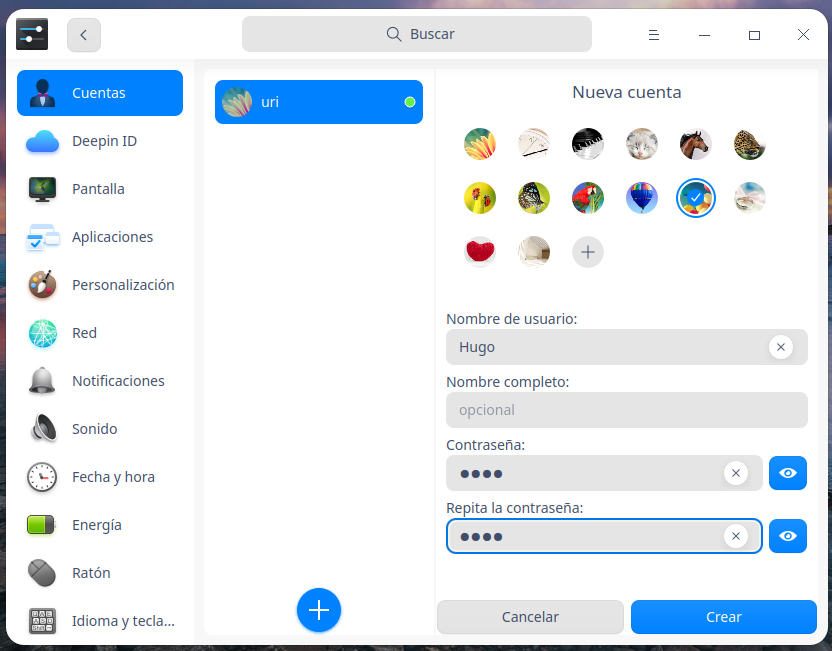 Buscar
Cuentas
Deepin ID
Pantalla
Aplicaciones
Personalización
Red
Notificaciones
Sonido
Fecha y hora
Energía
Ratón
Idioma y tecla...
uri
Nueva cuenta
Nombre de usuario:
Hugo
Nombre completo:
opcional
Contraseña:
●●●●
Repita la contraseña:
●●●●
Cancelar
Crear